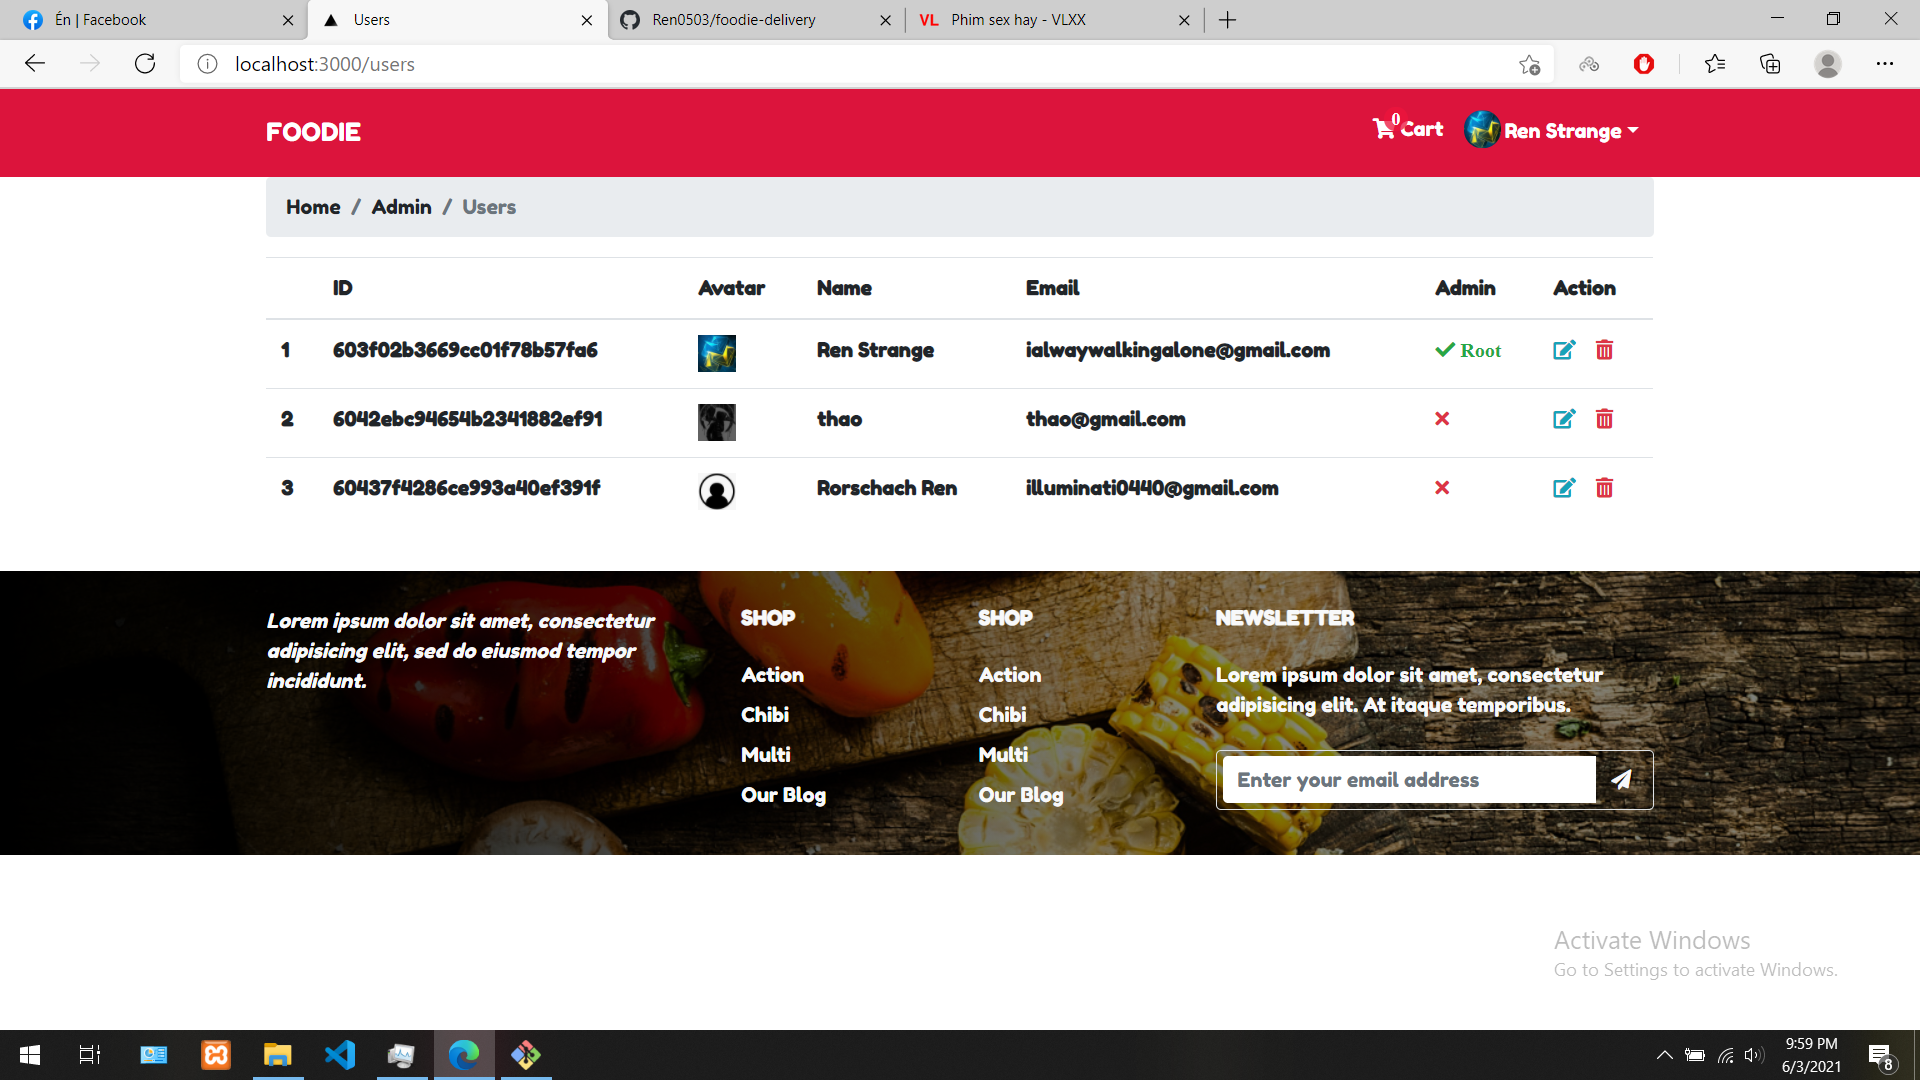 Én | Facebook
Users
Ren0503/foodie-delivery
VL Phim sex hay - VLXX
localhost:3000/users
FOODIE
0
Cart
Ren Strange
Home / Admin / Users
ID Avatar Name Email Admin Action
1 603f02b3669cc01f78b57fa6 Ren Strange ialwaywalkingalone@gmail.com Root
2 6042ebc94654b2341882ef91 thao thao@gmail.com
3 60437f4286ce993a40ef391f Rorschach Ren illuminati0440@gmail.com
Lorem ipsum dolor sit amet, consectetur
adipisicing elit, sed do eiusmod tempor
incididunt.
SHOP
Action
Chibi
Multi
Our Blog
SHOP
Action
Chibi
Multi
Our Blog
NEWSLETTER
Lorem ipsum dolor sit amet, consectetur
adipisicing elit. At itaque temporibus.
Enter your email address
Activate Windows
Go to Settings to activate Windows.
9:59 PM
6/3/2021
8